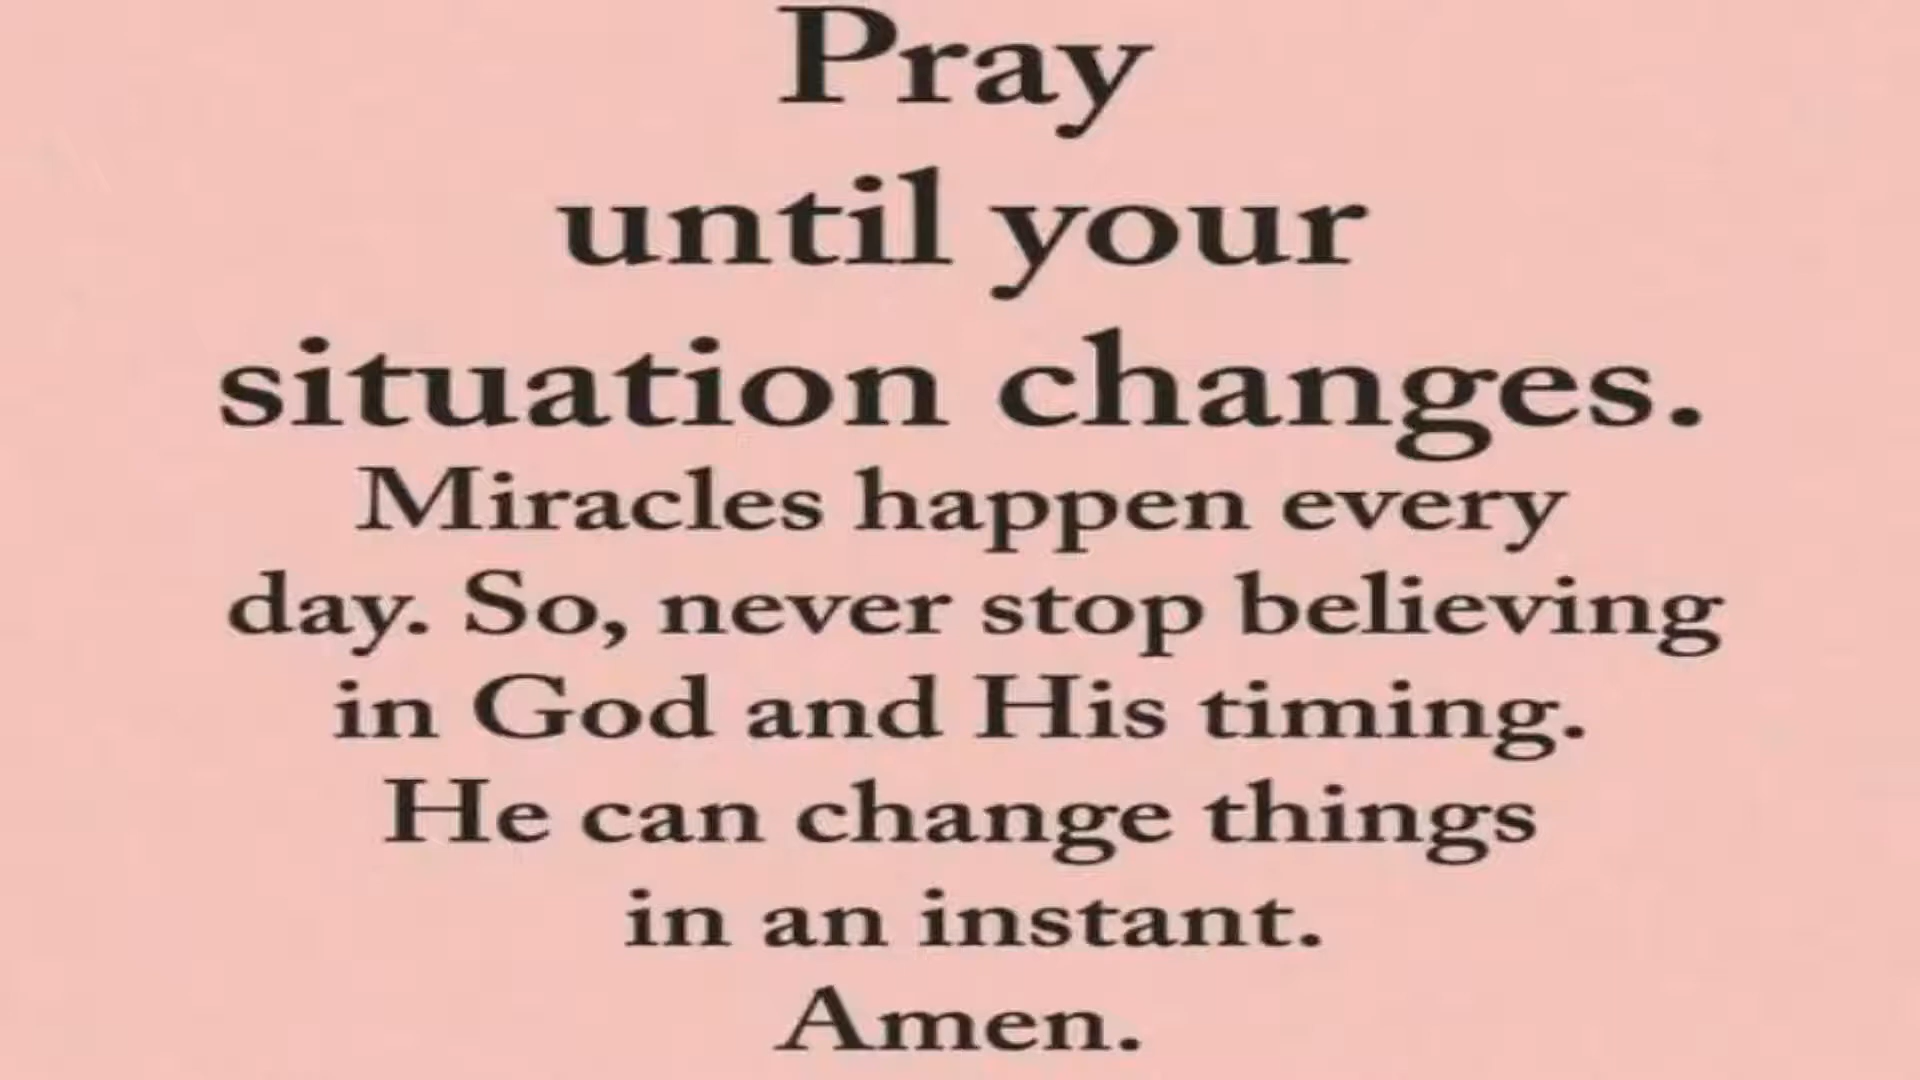 Pray
until your
situation changes.
Miracles happen every
day. So, never stop believing
in God and His timing.
He can change things
in an instant.
Amen.